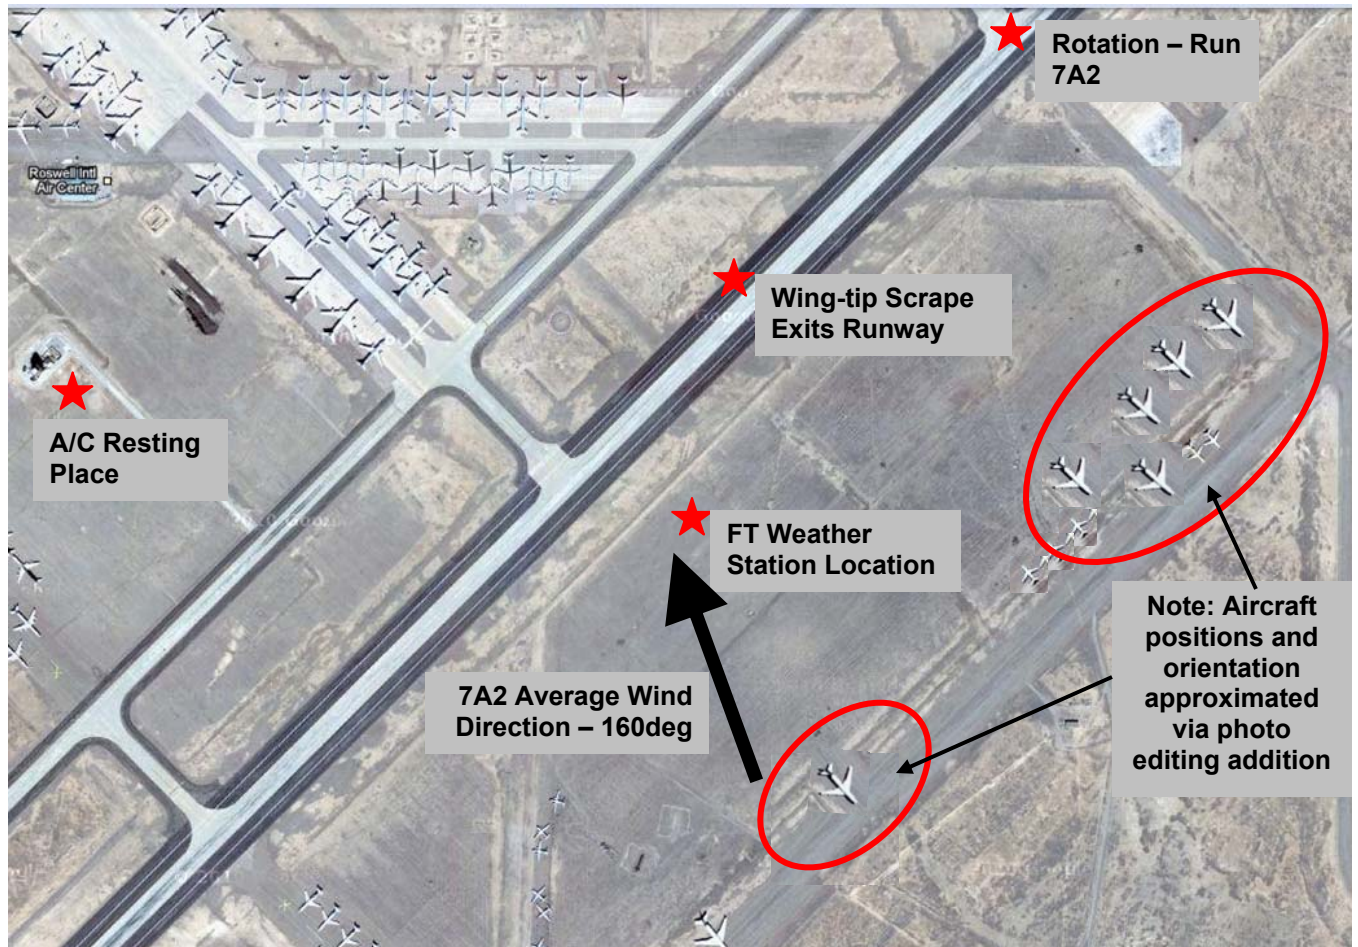 Rotation – Run
7A2
Roswell Intl
Air Center
Wing-tip Scrape
Exits Runway
A/C Resting
Place
FT Weather
Station Location
7A2 Average Wind
Direction – 160deg
Note: Aircraft
positions and
orientation
approximated
via photo
editing addition